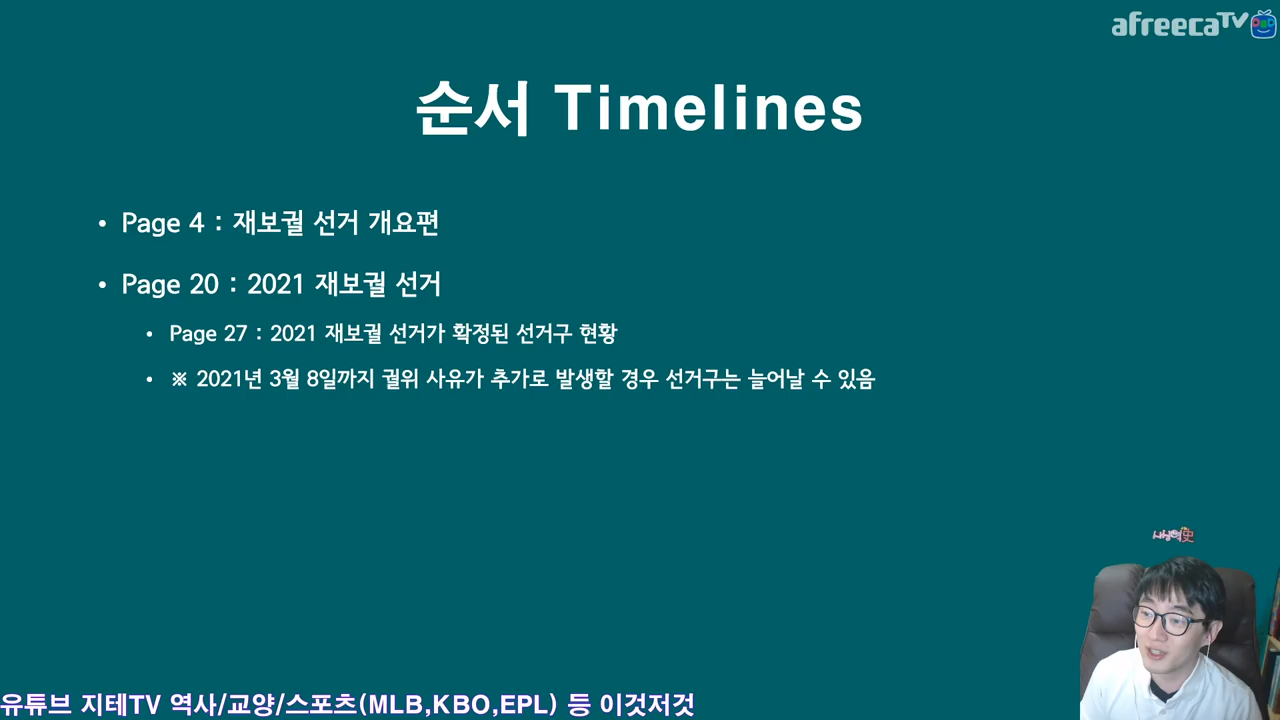 afreecaTV
순서 Timelines
• Page 4 : 재보궐 선거 개요편
• Page 20 : 2021 재보궐 선거
• Page 27 : 2021 재보궐 선거가 확정된 선거구 현황
• ※ 2021년 3월 8일까지 궐위 사유가 추가로 발생할 경우 선거구는 늘어날 수 있음
유튜브 지테TV 역사/교양/스포츠(MLB,KBO,EPL) 등 이것저것